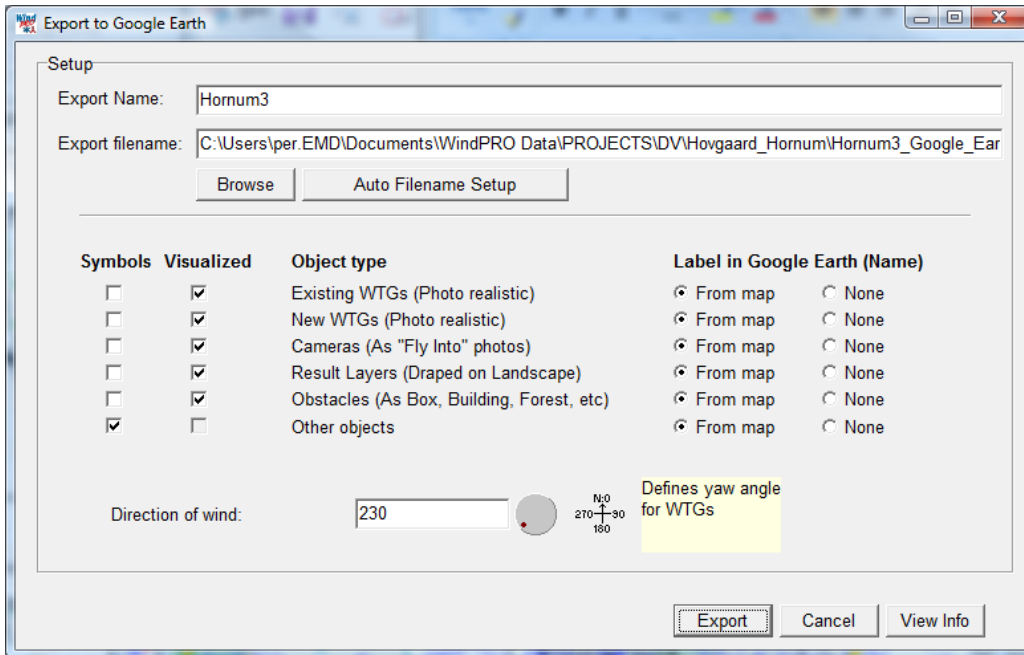 Wind
Export to Google Earth
Setup
Export Name: Hornum3
Export filename: C:\Users\per.EMD\Documents\WindPRO Data\PROJECTS\DV\Hovgaard_Hornum\Hornum3_Google_Ear
Browse Auto Filename Setup
Symbols Visualized Object type Label in Google Earth (Name)
Existing WTGs (Photo realistic) From map None
New WTGs (Photo realistic) From map None
Cameras (As "Fly Into" photos) From map None
Result Layers (Draped on Landscape) From map None
Obstacles (As Box, Building, Forest, etc) From map None
Other objects From map None
Direction of wind: 230
N:0
270 90
180
Defines yaw angle
for WTGs
Export Cancel View Info